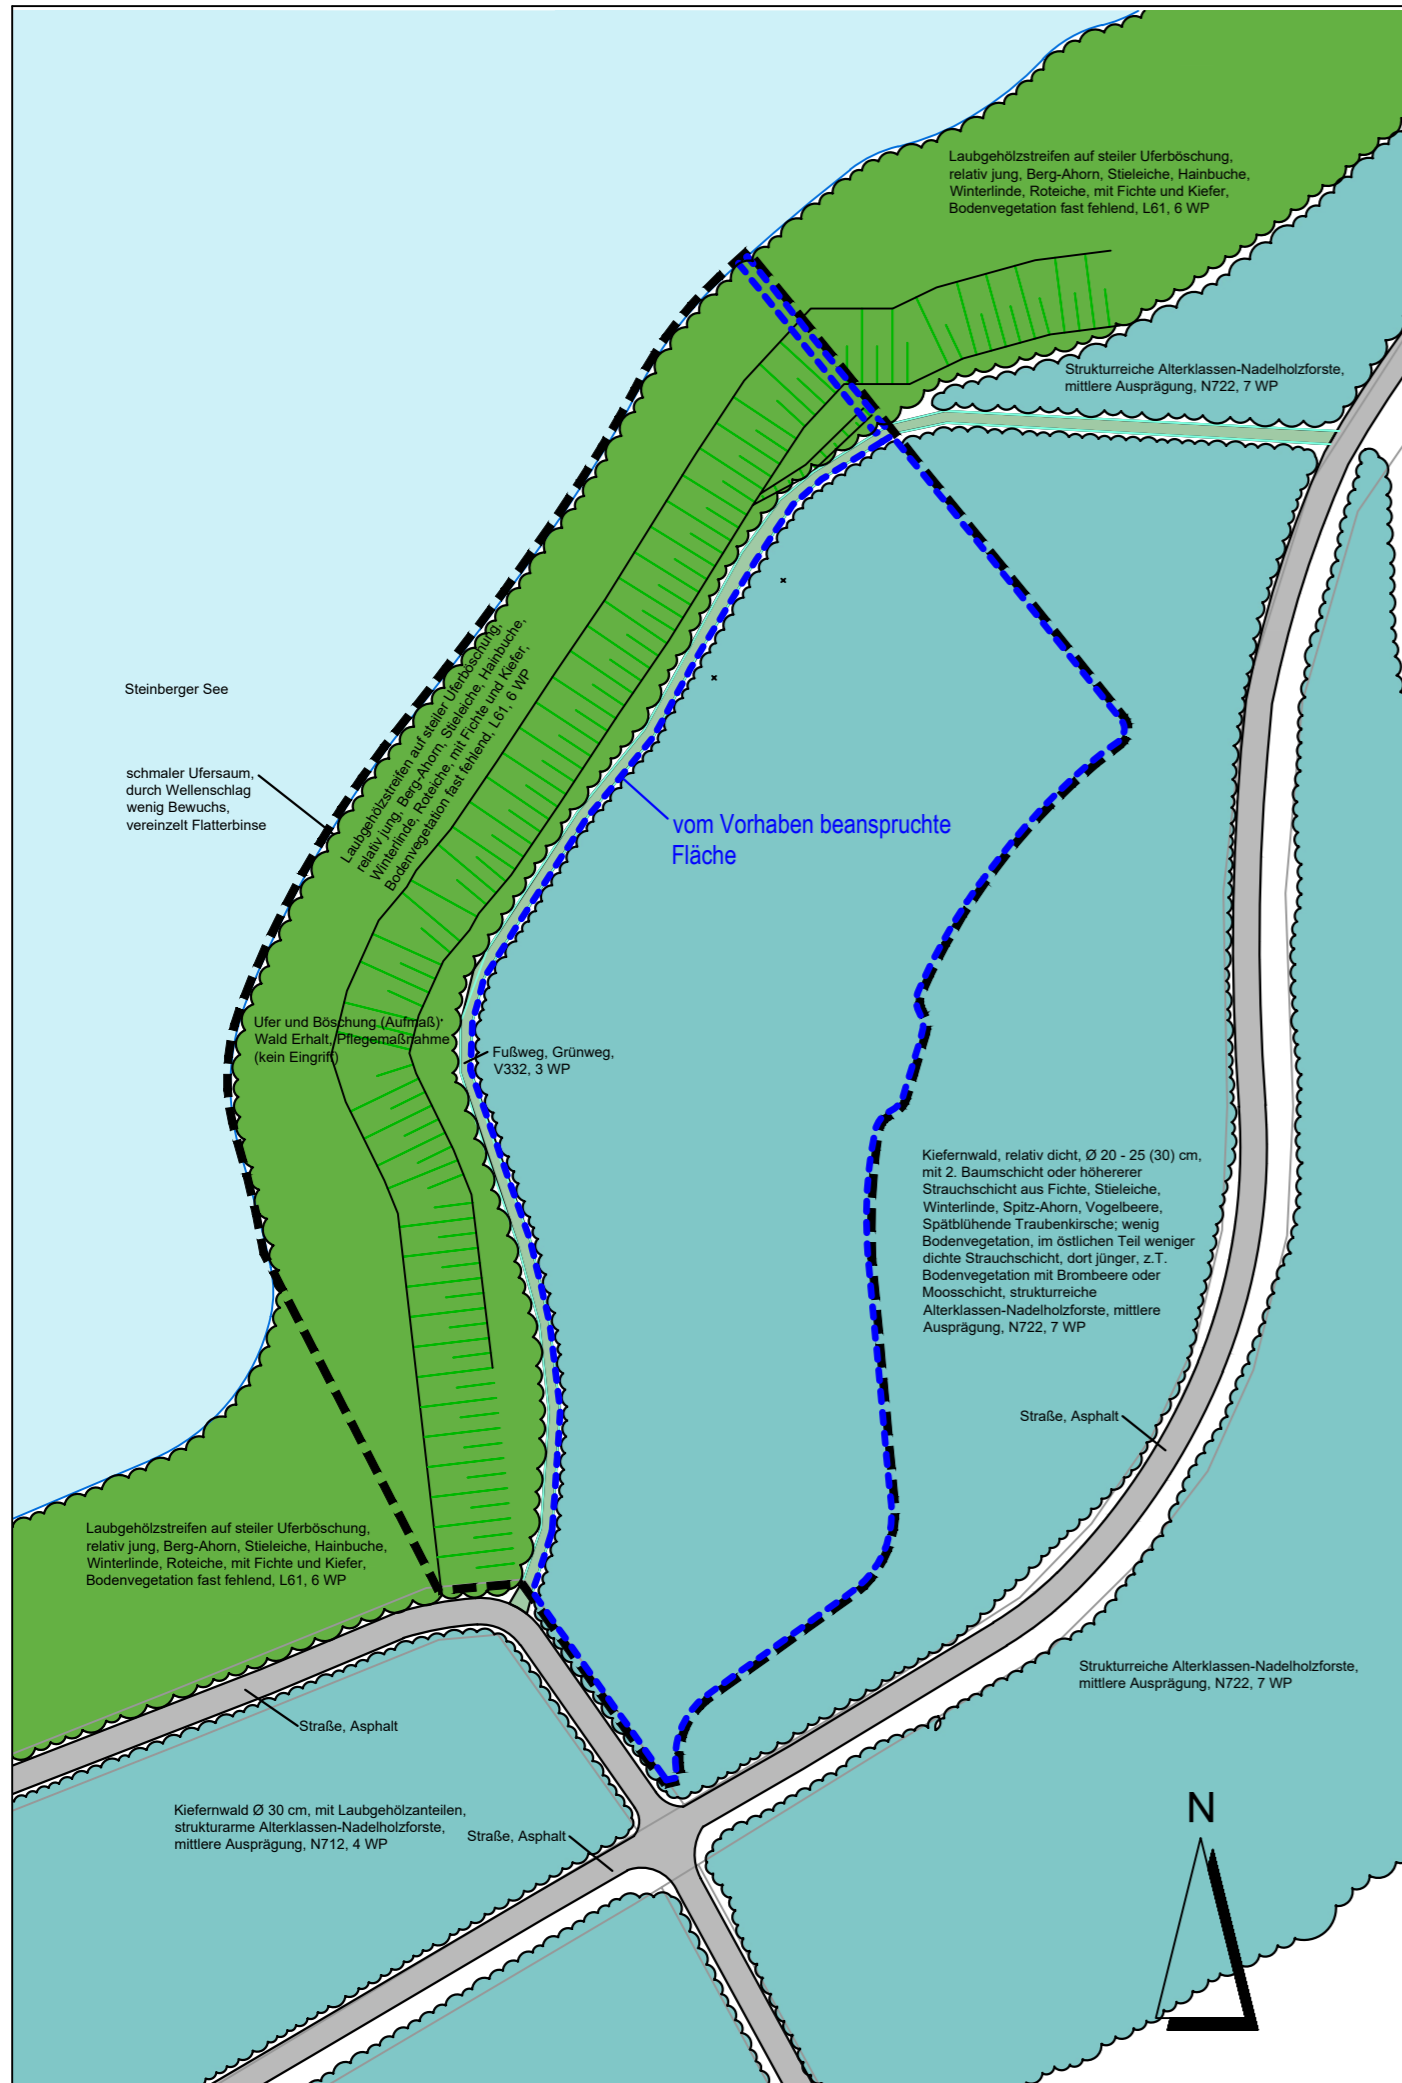 Laubgehölzstreifen auf steiler Uferböschung,
relativ jung, Berg-Ahorn, Stieleiche, Hainbuche,
Winterlinde, Roteiche, mit Fichte und Kiefer,
Bodenvegetation fast fehlend, L61, 6 WP
Strukturreiche Alterklassen-Nadelholzforste,
mittlere Ausprägung, N722, 7 WP
Steinberger See
schmaler Ufersaum,
durch Wellenschlag
wenig Bewuchs,
vereinzelt Flatterbinse
Laubgehölzstreifen auf steiler Uferböschung,
relativ jung, Berg-Ahorn, Stieleiche, Hainbuche,
Winterlinde, Roteiche, mit Fichte und Kiefer,
Bodenvegetation fast fehlend, L61, 6 WP
vom Vorhaben beanspruchte
Fläche
Ufer und Böschung (Aufmaß)
Wald Erhalt, Pflegemaßnahme
(kein Eingriff)
Fußweg, Grünweg,
V332, 3 WP
Kiefernwald, relativ dicht, Ø 20 - 25 (30) cm,
mit 2. Baumschicht oder höhererer
Strauchschicht aus Fichte, Stieleiche,
Winterlinde, Spitz-Ahorn, Vogelbeere,
Spätblühende Traubenkirsche; wenig
Bodenvegetation, im östlichen Teil weniger
dichte Strauchschicht, dort jünger, z.T.
Bodenvegetation mit Brombeere oder
Moosschicht, strukturreiche
Alterklassen-Nadelholzforste, mittlere
Ausprägung, N722, 7 WP
Straße, Asphalt
Laubgehölzstreifen auf steiler Uferböschung,
relativ jung, Berg-Ahorn, Stieleiche, Hainbuche,
Winterlinde, Roteiche, mit Fichte und Kiefer,
Bodenvegetation fast fehlend, L61, 6 WP
Strukturreiche Alterklassen-Nadelholzforste,
mittlere Ausprägung, N722, 7 WP
Straße, Asphalt
Kiefernwald Ø 30 cm, mit Laubgehölzanteilen,
strukturarme Alterklassen-Nadelholzforste,
mittlere Ausprägung, N712, 4 WP
Straße, Asphalt
N